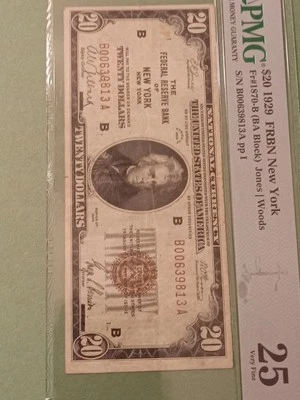 PMG
MONEY GUARANTY
$20 1929 FRBN New York
Fr#1870-B (BA Block) Jones | Woods
S/N B00639813A pp I
25
Very Fine
20
20
NATIONAL CURRENCY
THE UNITED STATES OF AMERICA
B
B00639813A
THE
FEDERAL RESERVE BANK
OF
NEW YORK
NEW YORK
TWENTY DOLLARS
B
B
B00639813A
B
20
TWENTY DOLLARS
20